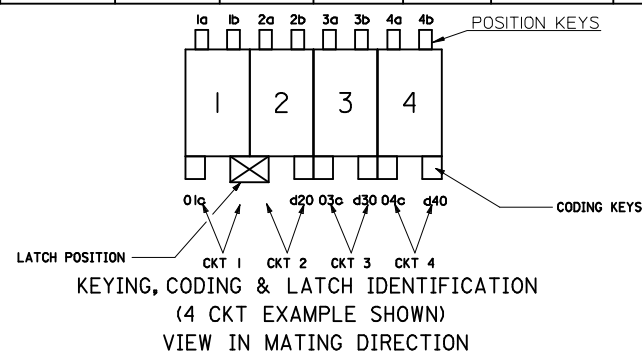 1a 1b 2a 2b 3a 3b 4a 4b
POSITION KEYS
1 2 3 4
01c d20 03c d30 04c d40
CODING KEYS
LATCH POSITION
CKT 1 CKT 2 CKT 3 CKT 4
KEYING, CODING & LATCH IDENTIFICATION
(4 CKT EXAMPLE SHOWN)
VIEW IN MATING DIRECTION